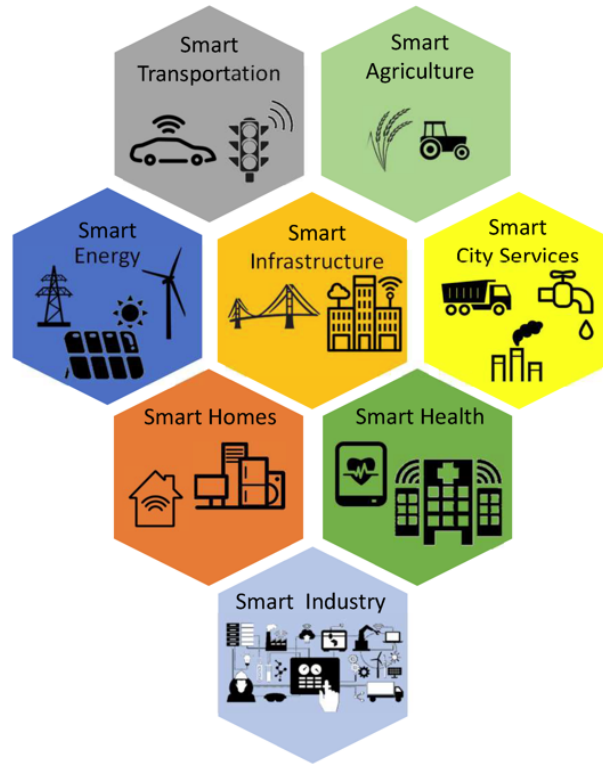 Smart
Transportation
Smart
Agriculture
Smart
Energy
Smart
Infrastructure
Smart
City Services
Smart Homes
Smart Health
Smart Industry